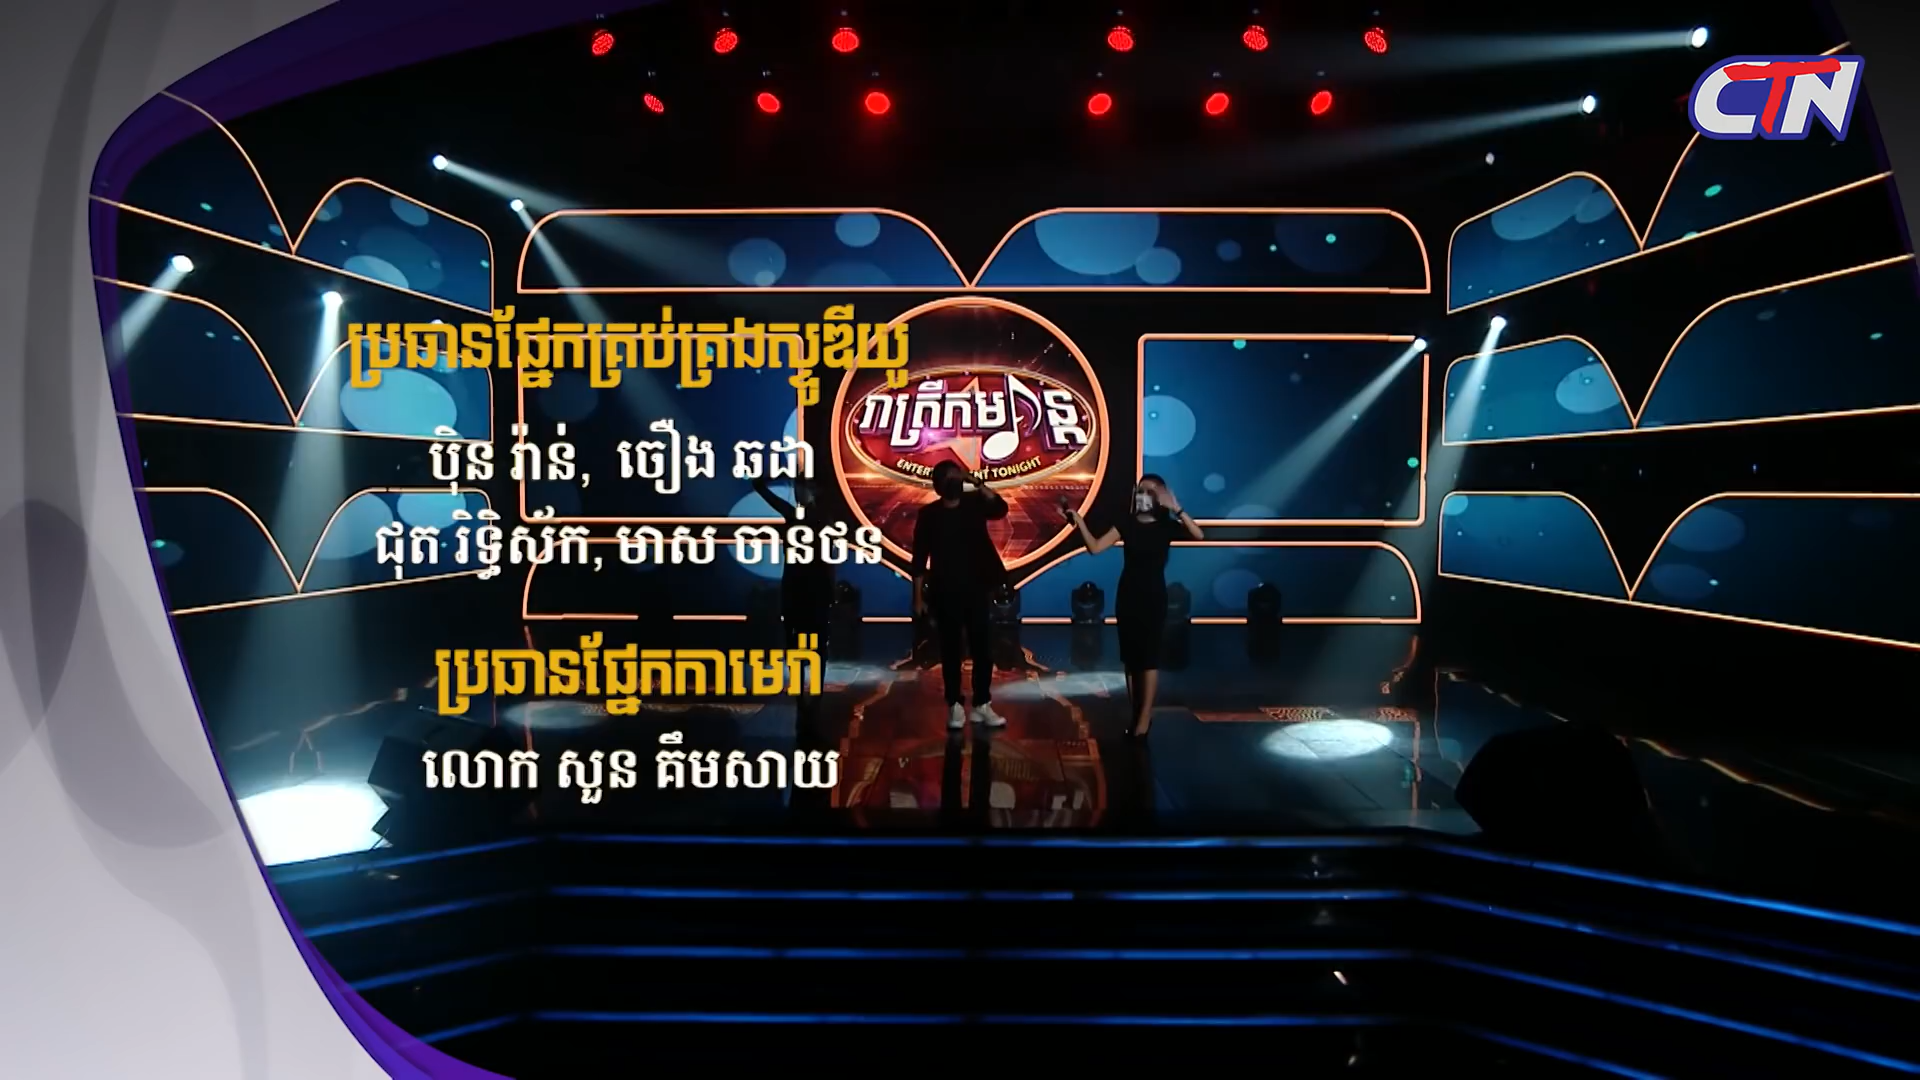 CTN
ប្រធានផ្នែកគ្រប់គ្រងស្ទូឌីយូ
រាត្រីកម្សាន្ត
ENTERTAINMENT TONIGHT
ប៉ិន រ៉ាន់, ចឿង ឆដា
ជុត រិទ្ធិស័ក, មាស ចាន់ថន
ប្រធានផ្នែកកាមេរ៉ា
លោក សួន គឹមសាយ